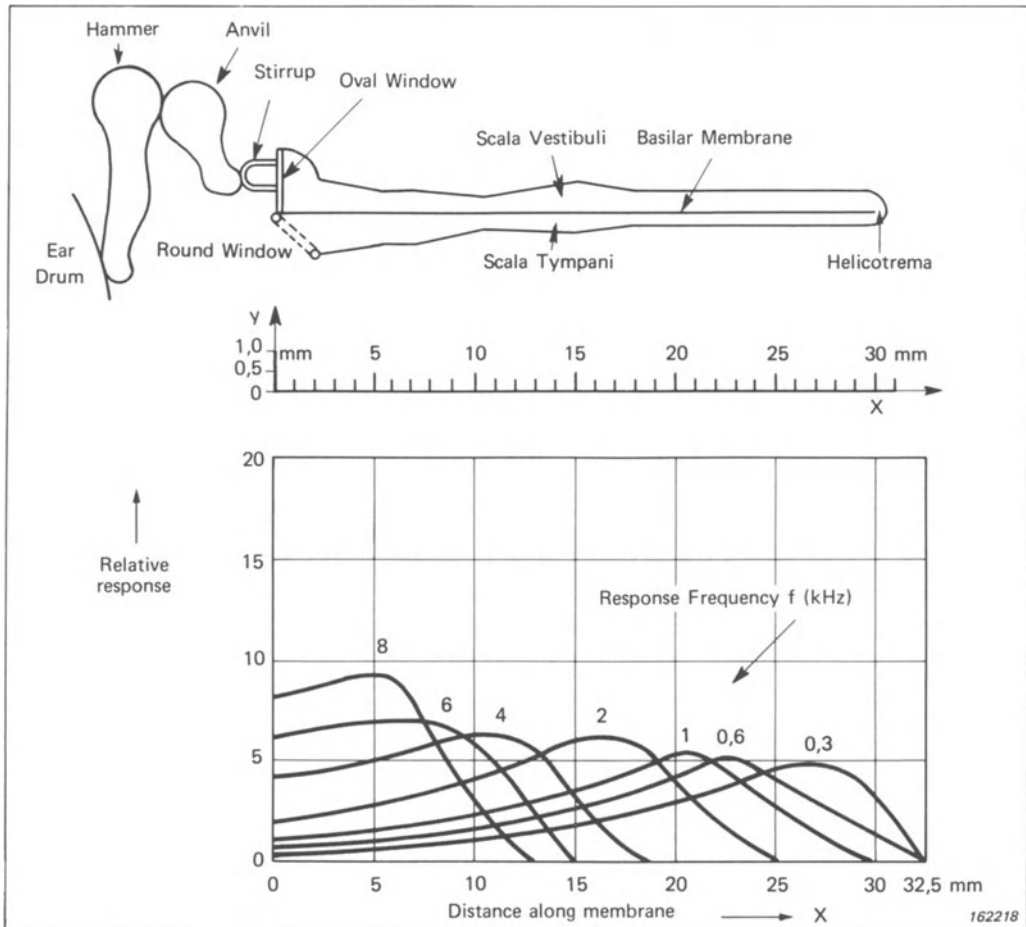 Hammer
Anvil
Stirrup
Oval Window
Scala Vestibuli
Basilar Membrane
Ear
Drum
Round Window
Scala Tympani
Helicotrema
y
1,0 mm 5 10 15 20 25 30 mm
0,5
0
X
20
15
10
5
0
Relative
response
Response Frequency f (kHz)
8
6
4
2
1
0,6
0,3
0 5 10 15 20 25 30 32,5 mm
Distance along membrane → X
162218